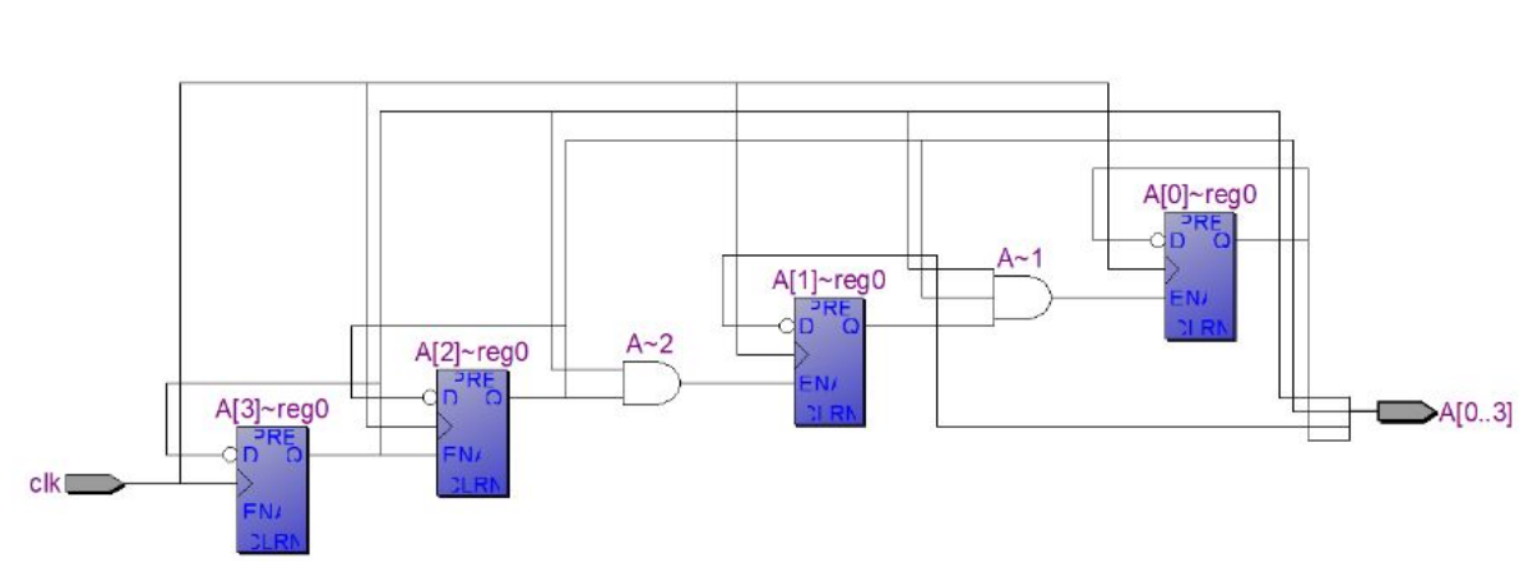 A[0]~reg0
PRE
D Q
ENA
CLRN
A~1
A[1]~reg0
PRE
D Q
ENA
CLRN
A~2
A[2]~reg0
PRE
D Q
ENA
CLRN
A[3]~reg0
PRE
D Q
ENA
CLRN
clk
A[0..3]